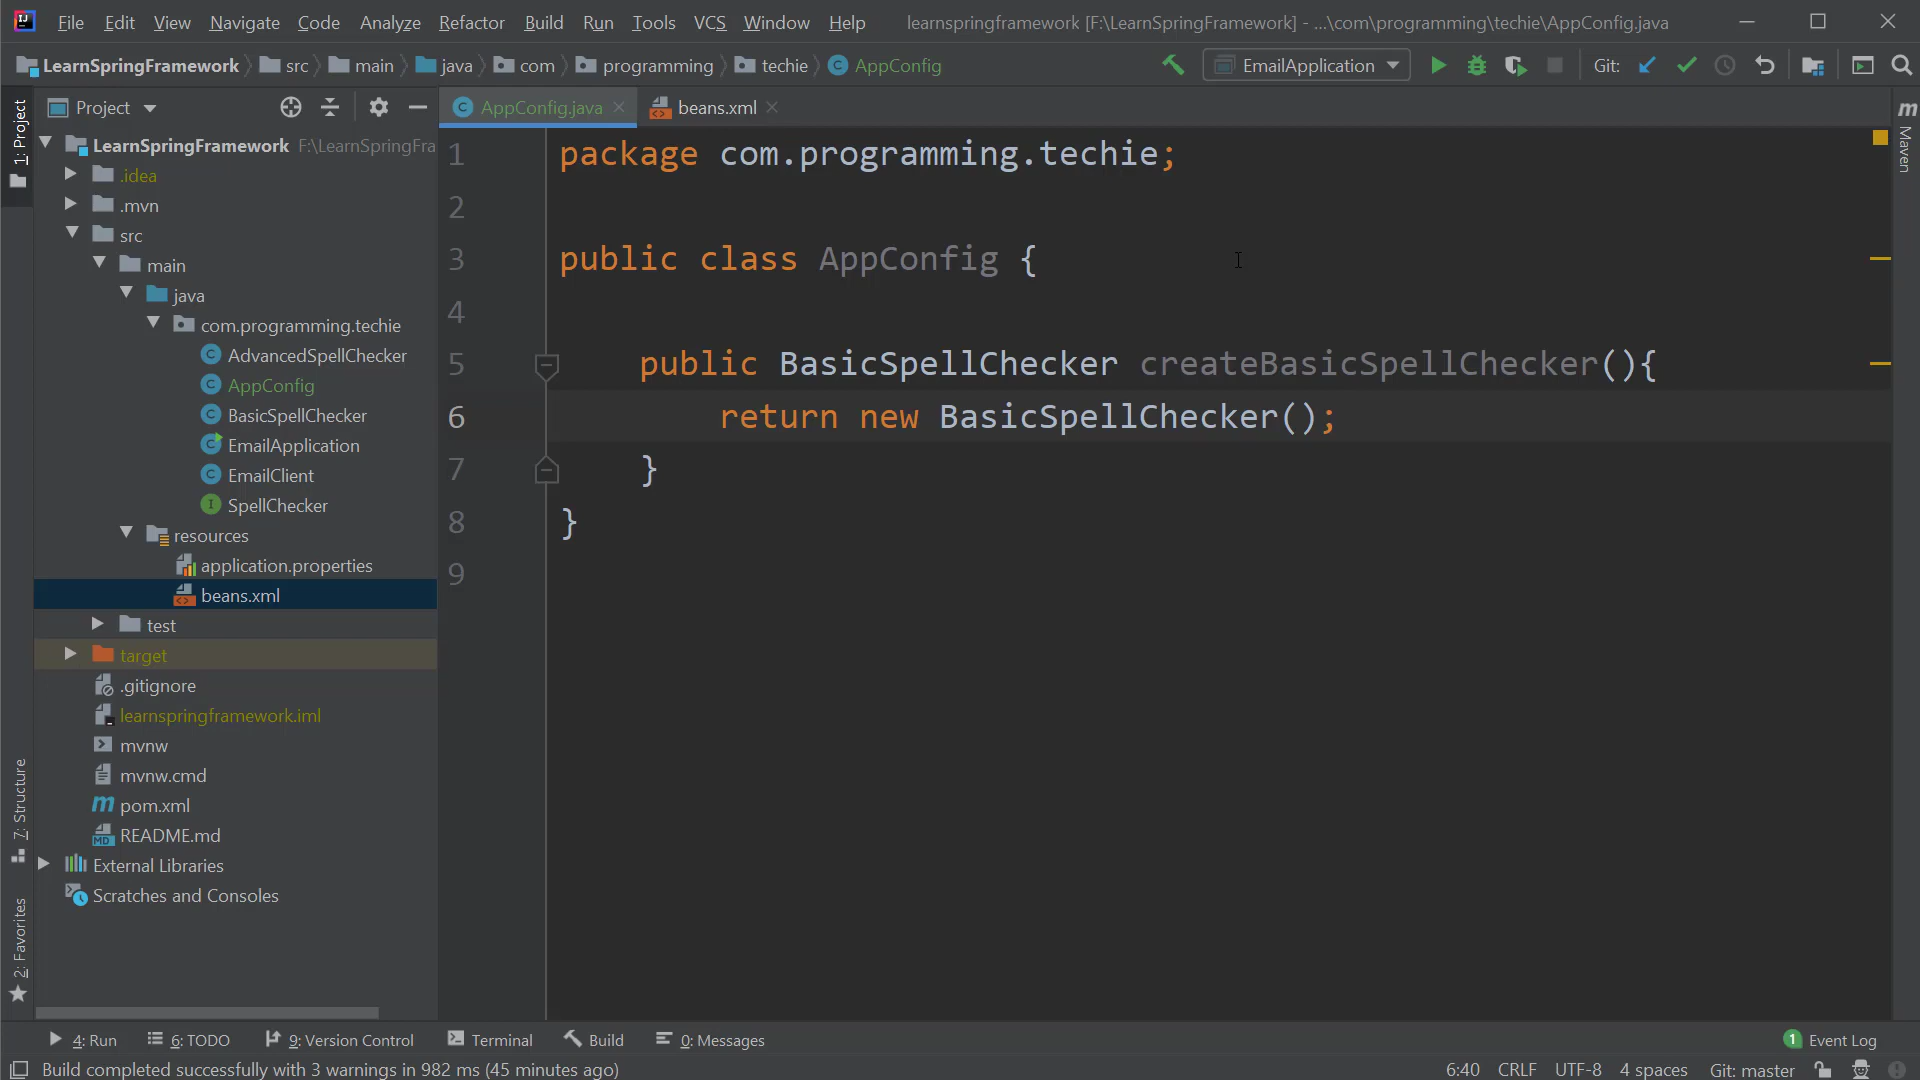 File Edit View Navigate Code Analyze Refactor Build Run Tools VCS Window Help learnspringframework [F:\LearnSpringFramework] - ...\com\programming\techie\AppConfig.java
LearnSpringFramework src main java com programming techie AppConfig EmailApplication Git:
Project
AppConfig.java
beans.xml
1: Project
7: Structure
2: Favorites
LearnSpringFramework F:\LearnSpringFra
.idea
.mvn
src
main
java
com.programming.techie
AdvancedSpellChecker
AppConfig
BasicSpellChecker
EmailApplication
EmailClient
SpellChecker
resources
application.properties
beans.xml
test
target
.gitignore
learnspringframework.iml
mvnw
mvnw.cmd
pom.xml
README.md
External Libraries
Scratches and Consoles
1 package com.programming.techie;
2
3 public class AppConfig {
4
5 public BasicSpellChecker createBasicSpellChecker(){
6 return new BasicSpellChecker();
7 }
8 }
9
Maven
4: Run 6: TODO 9: Version Control Terminal Build 0: Messages 1 Event Log
Build completed successfully with 3 warnings in 982 ms (45 minutes ago) 6:40 CRLF UTF-8 4 spaces Git: master